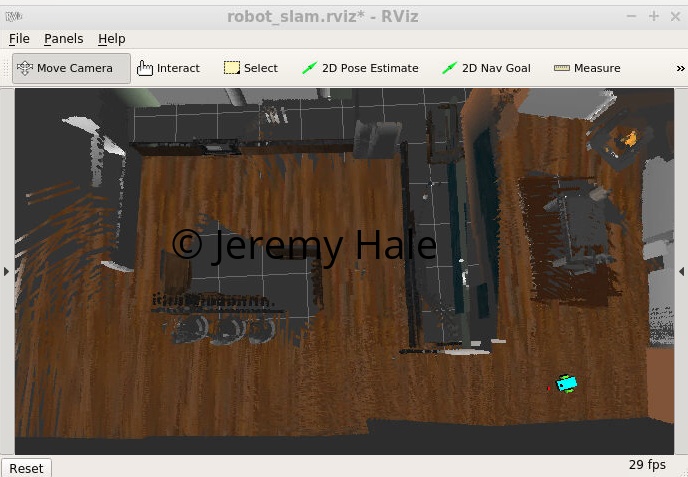 RViz
robot_slam.rviz* - RViz
File Panels Help
Move Camera Interact Select 2D Pose Estimate 2D Nav Goal Measure »
© Jeremy Hale
Reset
29 fps